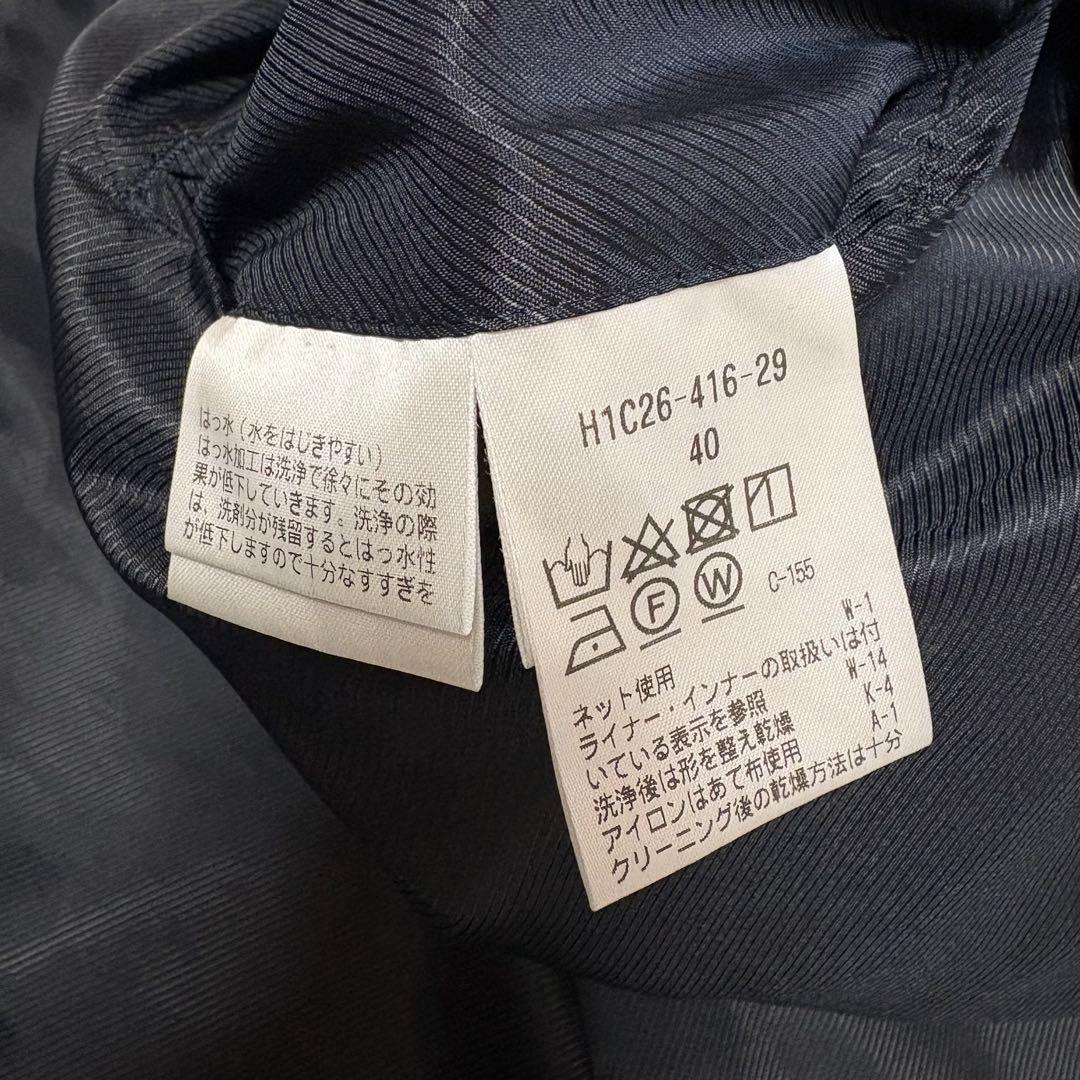 はっ水(水をはじきやすい)
はっ水加工は洗浄で徐々にその効
果が低下していきます。洗浄の際
は、洗剤分が残留するとはっ水性
が低下しますので十分なすすぎを
H1C26-416-29
40
F
W
C-155
W-1
ネット使用
ライナー・インナーの取扱いは付
W-14
いている表示を参照
K-4
洗浄後は形を整え乾燥
A-1
アイロンはあて布使用
クリーニング後の乾燥方法は十分